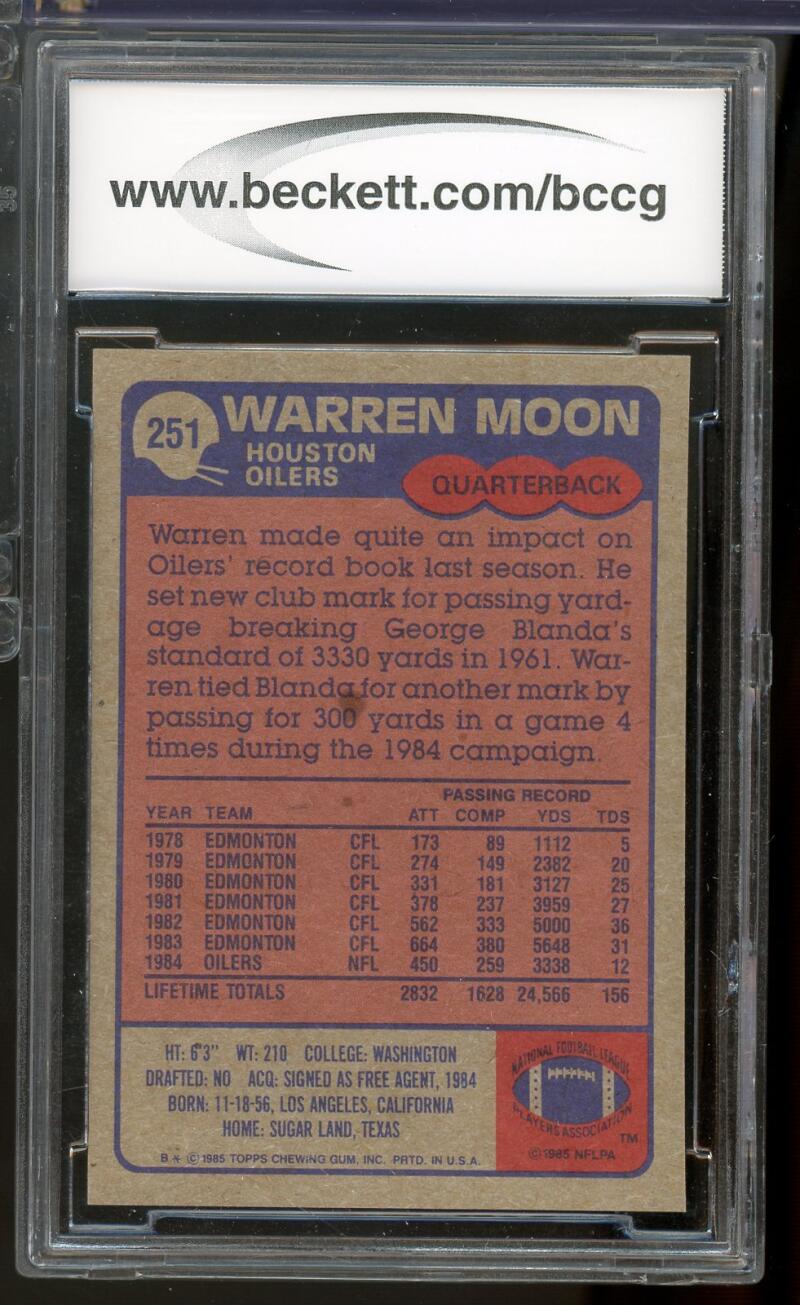 www.beckett.com/bccg
251 WARREN MOON
HOUSTON
OILERS
QUARTERBACK
Warren made quite an impact on
Oilers' record book last season. He
set new club mark for passing yard-
age breaking George Blanda's
standard of 3330 yards in 1961. War-
ren tied Blanda for another mark by
passing for 300 yards in a game 4
times during the 1984 campaign.
PASSING RECORD
YEAR TEAM ATT COMP YDS TDS
1978 EDMONTON CFL 173 89 1112 5
1979 EDMONTON CFL 274 149 2382 20
1980 EDMONTON CFL 331 181 3127 25
1981 EDMONTON CFL 378 237 3959 27
1982 EDMONTON CFL 562 333 5000 36
1983 EDMONTON CFL 664 380 5648 31
1984 OILERS NFL 450 259 3338 12
LIFETIME TOTALS 2832 1628 24,566 156
HT: 6'3" WT: 210 COLLEGE: WASHINGTON
DRAFTED: NO ACQ: SIGNED AS FREE AGENT, 1984
BORN: 11-18-56, LOS ANGELES, CALIFORNIA
HOME: SUGAR LAND, TEXAS
B * © 1985 TOPPS CHEWING GUM, INC. PRTD. IN U.S.A.
NATIONAL FOOTBALL LEAGUE
PLAYERS ASSOCIATION
TM
© 1985 NFLPA